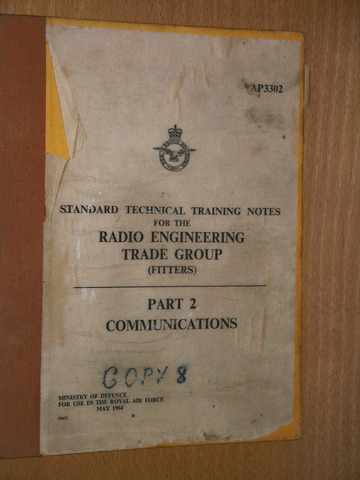 AP3302
STANDARD TECHNICAL TRAINING NOTES
FOR THE
RADIO ENGINEERING
TRADE GROUP
(FITTERS)
PART 2
COMMUNICATIONS
COPY 8
MINISTRY OF DEFENCE
FOR USE IN THE ROYAL AIR FORCE
MAY 1964